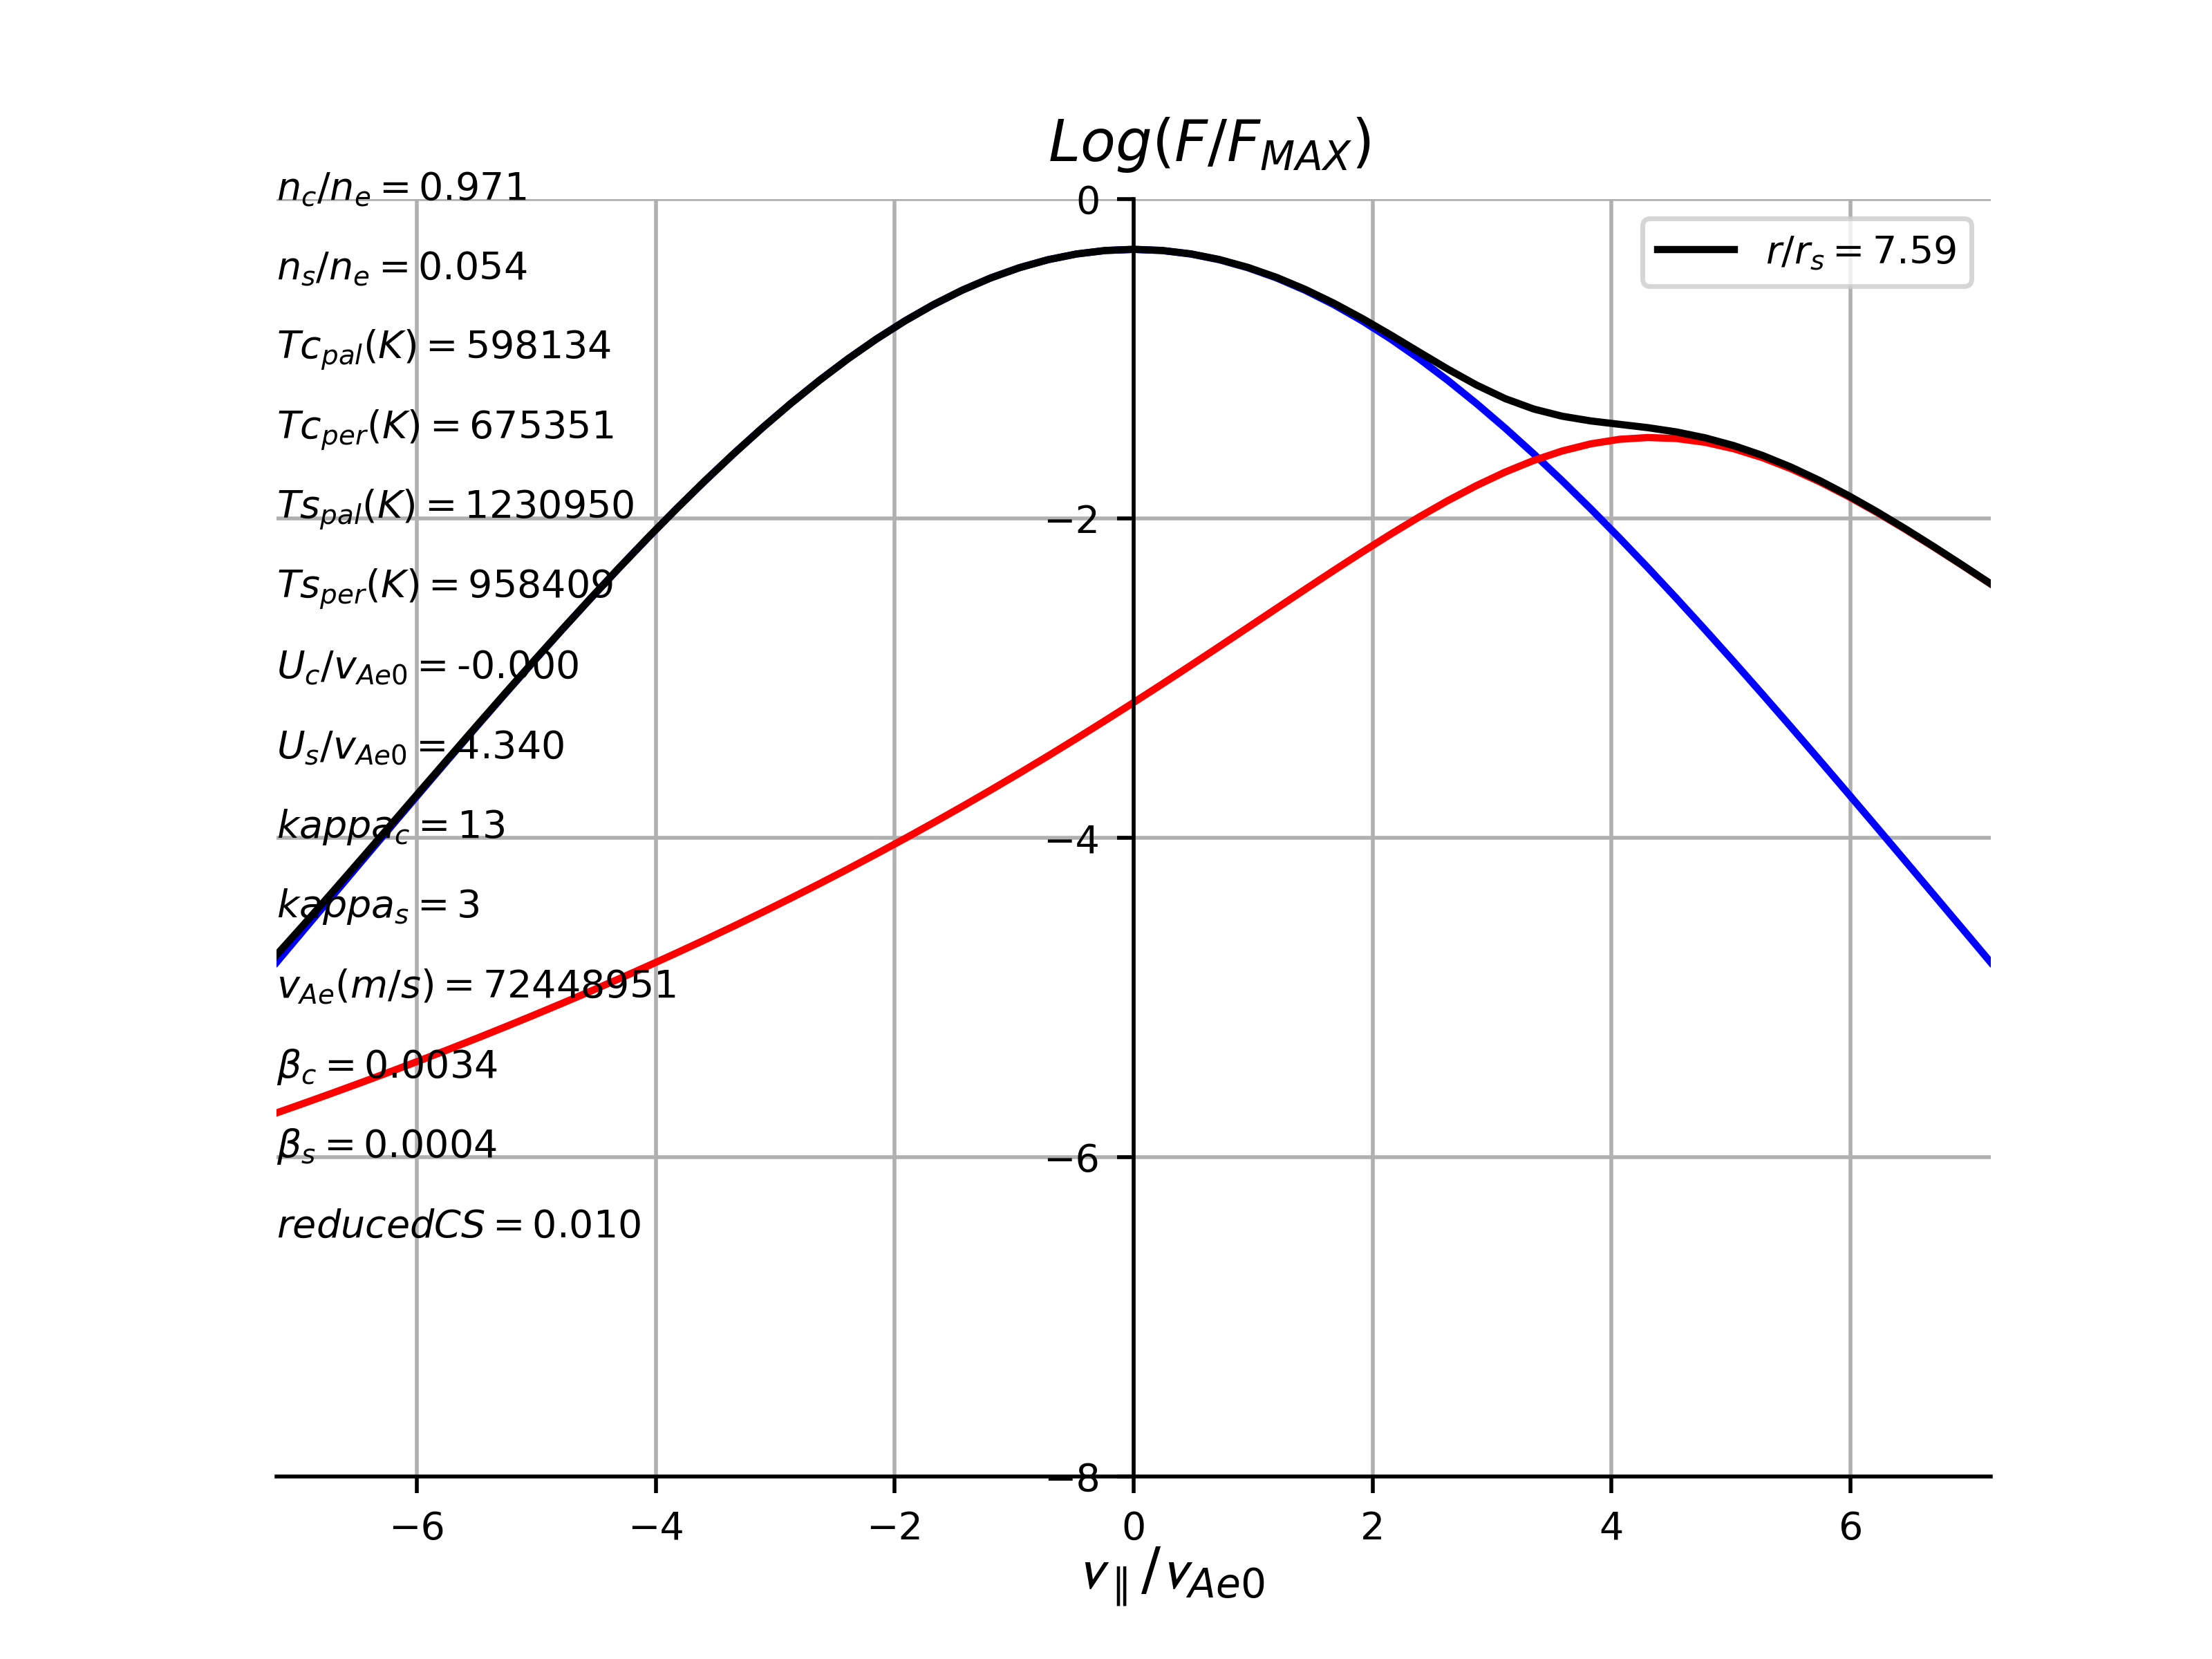 Log(F/F_MAX)
n_c/n_e = 0.971
n_s/n_e = 0.054
Tc_pal(K) = 598134
Tc_per(K) = 675351
Ts_pal(K) = 1230950
Ts_per(K) = 958409
U_c/v_Ae0 = -0.000
U_s/v_Ae0 = 4.340
kappa_c = 13
kappa_s = 3
v_Ae(m/s) = 72448951
β_c = 0.0034
β_s = 0.0004
reducedCS = 0.010
r/r_s = 7.59
0
−2
−4
−6
−8
−6 −4 −2 0 2 4 6
v_∥/v_Ae0